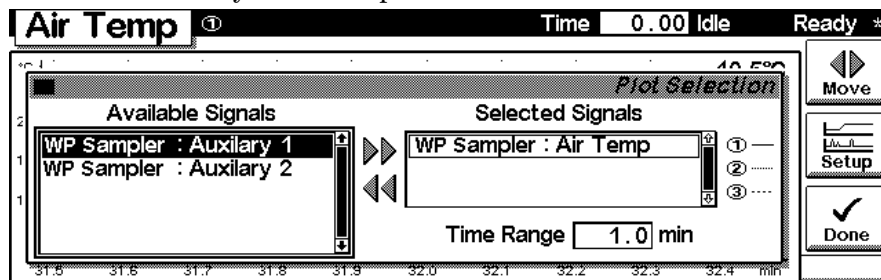 Air Temp ① Time 0.00 Idle Ready *
Plot Selection
Move
Available Signals Selected Signals
WP Sampler : Auxilary 1
WP Sampler : Auxilary 2
WP Sampler : Air Temp
①
②
③
Setup
Time Range 1.0 min
Done
31.5 31.6 31.7 31.8 31.9 32.0 32.1 32.2 32.3 32.4 min